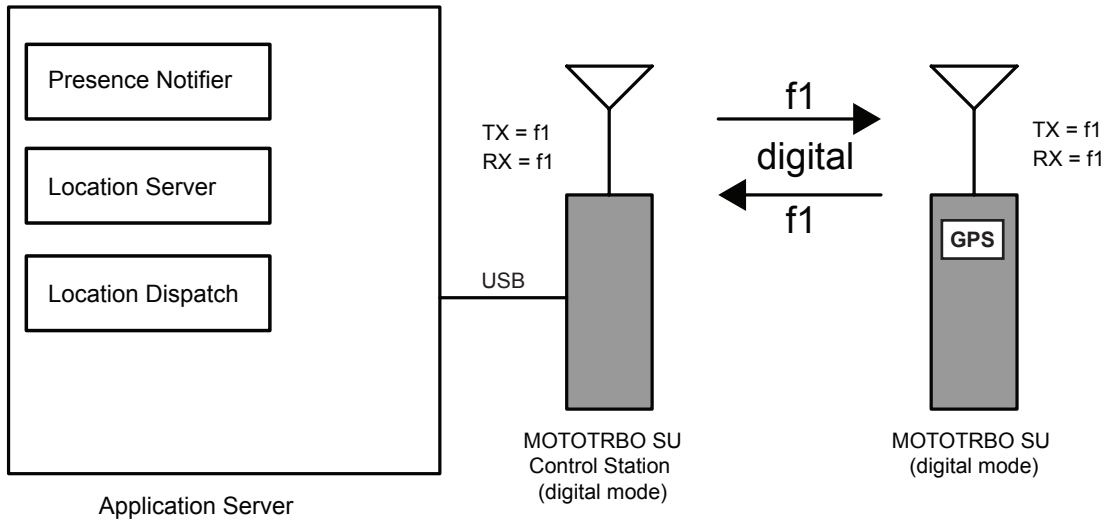 Presence Notifier
Location Server
Location Dispatch
Application Server
USB
TX = f1
RX = f1
MOTOTRBO SU
Control Station
(digital mode)
f1
digital
f1
TX = f1
RX = f1
GPS
MOTOTRBO SU
(digital mode)